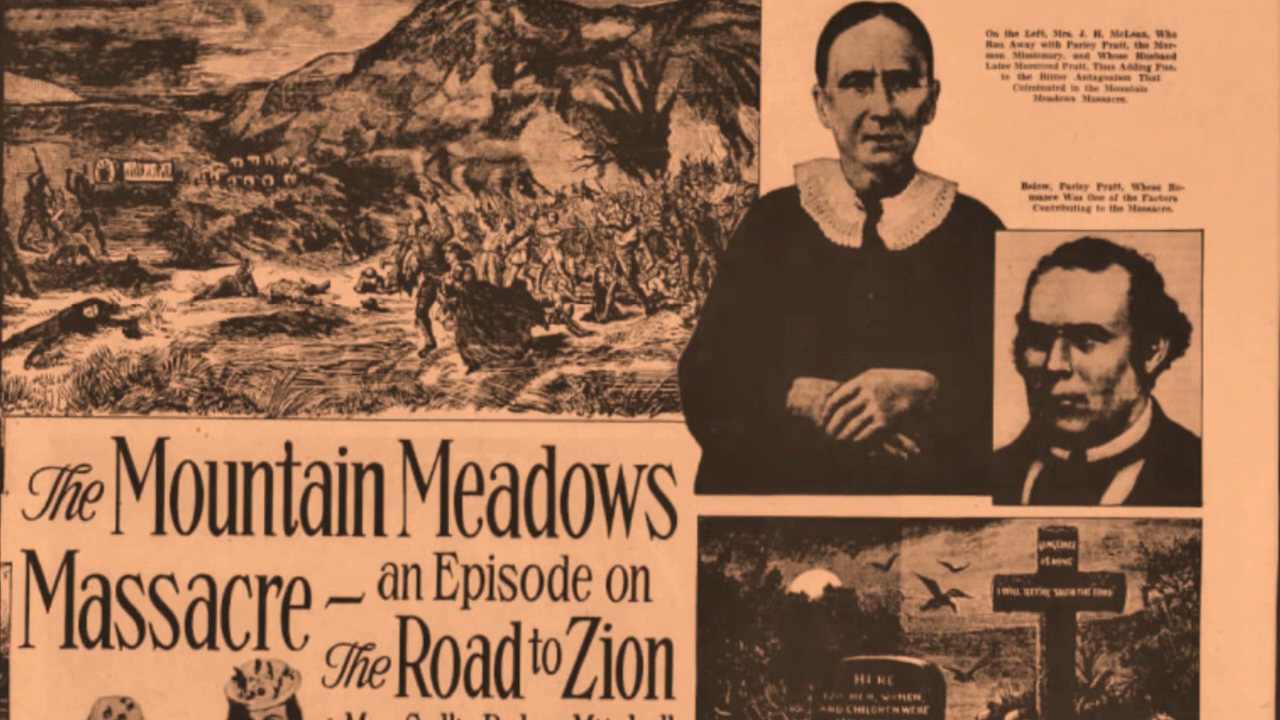 On the Left, Mrs. J. H. McLean, Who
Ran Away with Parley Pratt, the Mor-
mon Missionary, and Whose Husband
Later Murdered Pratt, Thus Adding Fuel
to the Bitter Antagonism That
Culminated in the Mountain
Meadows Massacre.
Below, Parley Pratt, Whose Ro-
mance Was One of the Factors
Contributing to the Massacre.
The Mountain Meadows
Massacre – an Episode on
The Road to Zion
VENGEANCE
IS MINE
I WILL REPAY, SAITH THE LORD
HERE
120 MEN, WOMEN,
AND CHILDREN WERE